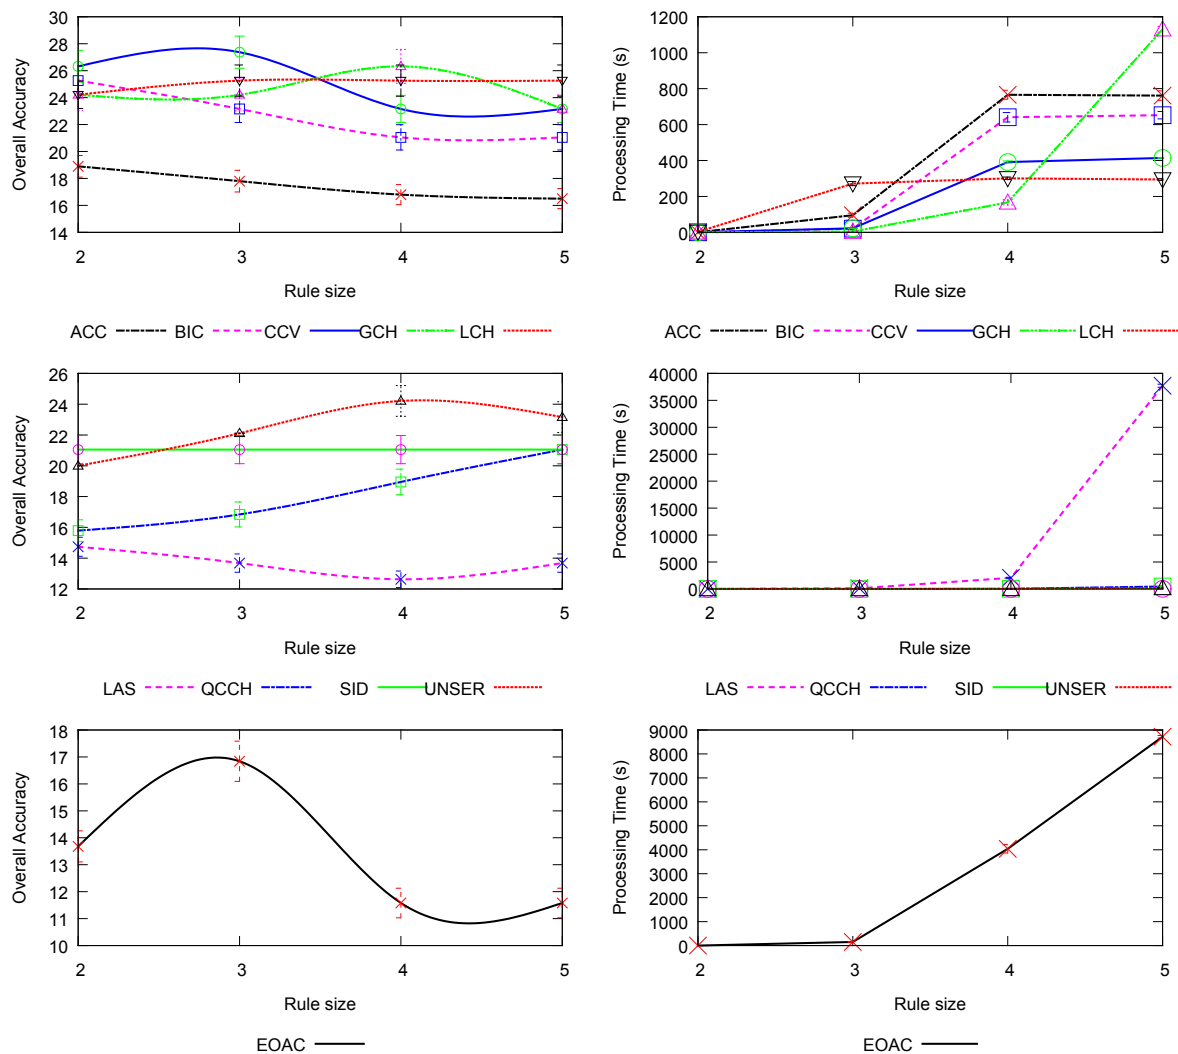 Overall Accuracy
30
28
26
24
22
20
18
16
14
2 3 4 5
Rule size
ACC BIC CCV GCH LCH
Processing Time (s)
1200
1000
800
600
400
200
0
2 3 4 5
Rule size
ACC BIC CCV GCH LCH
Overall Accuracy
26
24
22
20
18
16
14
12
2 3 4 5
Rule size
LAS QCCH SID UNSER
Processing Time (s)
40000
35000
30000
25000
20000
15000
10000
5000
0
2 3 4 5
Rule size
LAS QCCH SID UNSER
Overall Accuracy
18
17
16
15
14
13
12
11
10
2 3 4 5
Rule size
EOAC
Processing Time (s)
9000
8000
7000
6000
5000
4000
3000
2000
1000
0
2 3 4 5
Rule size
EOAC